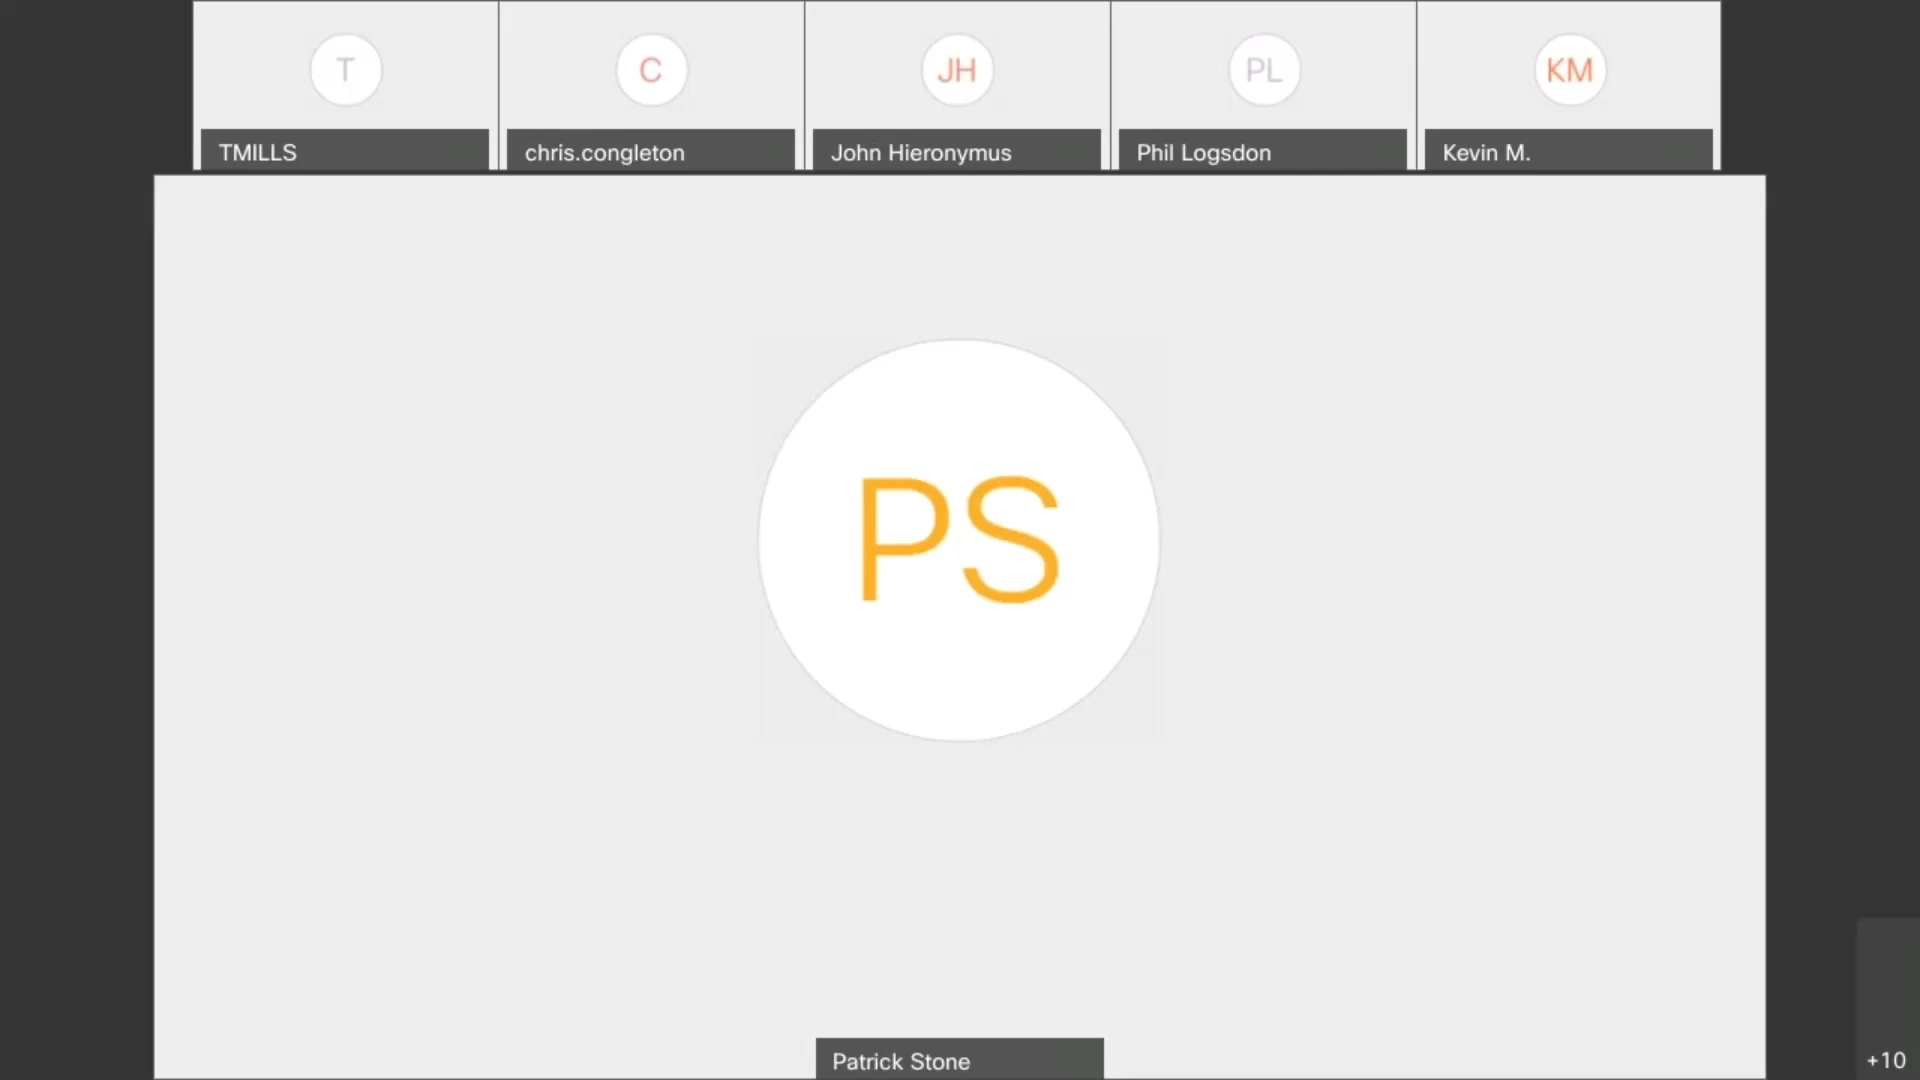 T
C
JH
PL
KM
TMILLS
chris.congleton
John Hieronymus
Phil Logsdon
Kevin M.
PS
Patrick Stone
+10